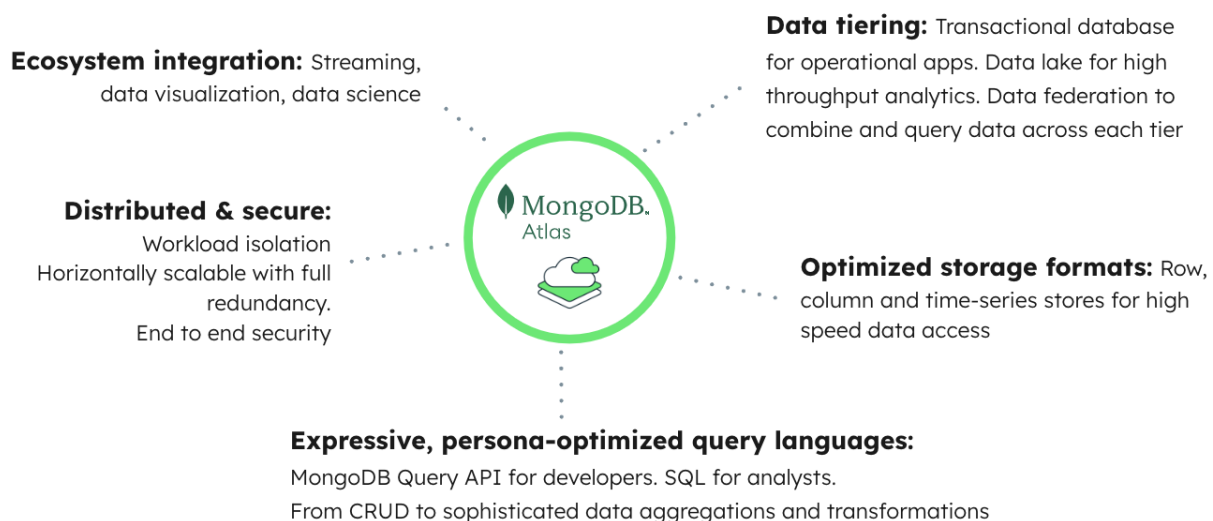 Ecosystem integration: Streaming,
data visualization, data science
Data tiering: Transactional database
for operational apps. Data lake for high
throughput analytics. Data federation to
combine and query data across each tier
MongoDB.
Atlas
Distributed & secure:
Workload isolation
Horizontally scalable with full
redundancy.
End to end security
Optimized storage formats: Row,
column and time-series stores for high
speed data access
Expressive, persona-optimized query languages:
MongoDB Query API for developers. SQL for analysts.
From CRUD to sophisticated data aggregations and transformations